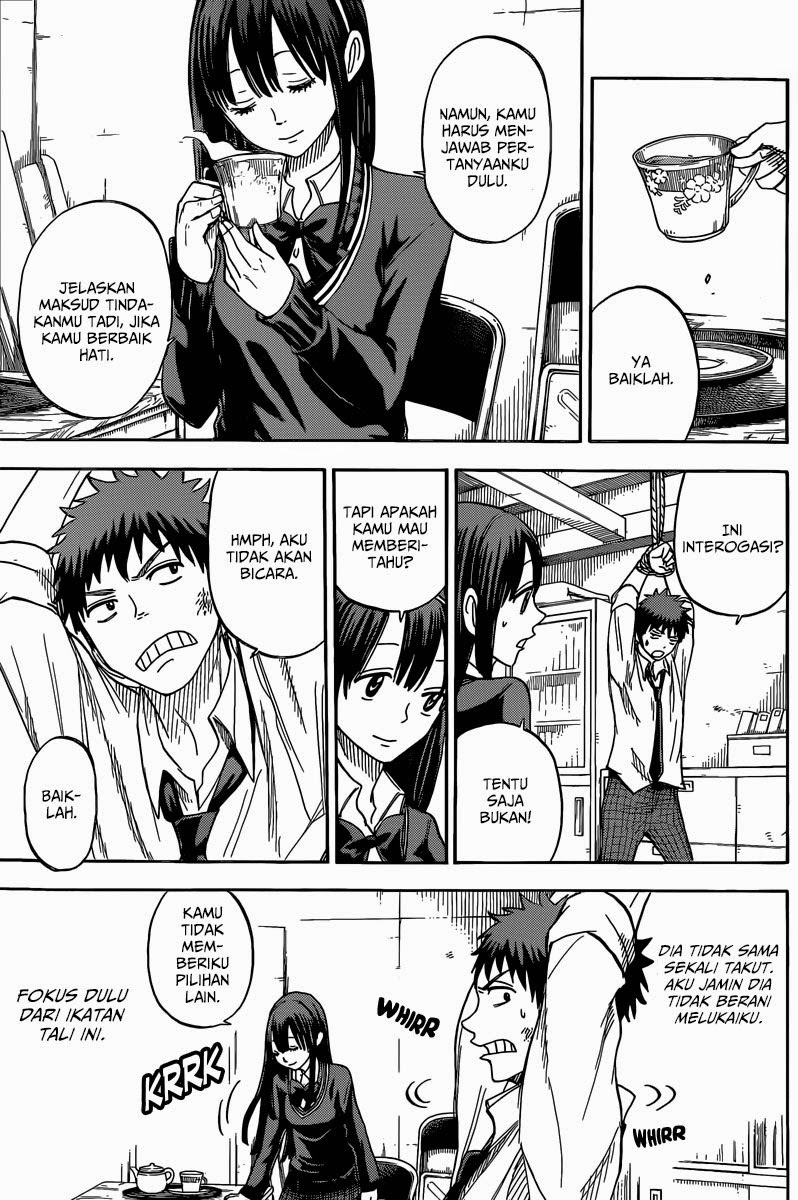 YA
BAIKLAH.
NAMUN, KAMU
HARUS MEN-
JAWAB PER-
TANYAANKU
DULU.
JELASKAN
MAKSUD TINDA-
KANMU TADI, JIKA
KAMU BERBAIK
HATI.
INI
INTEROGASI?
TENTU
SAJA
BUKAN!
TAPI APAKAH
KAMU MAU
MEMBERI-
TAHU?
HMPH, AKU
TIDAK AKAN
BICARA.
BAIK-
LAH.
DIA TIDAK SAMA
SEKALI TAKUT.
AKU JAMIN DIA
TIDAK BERANI
MELUKAIKU.
WHIRR
WHIRR
KAMU
TIDAK
MEM-
BERIKU
PILIHAN
LAIN.
KRRK
FOKUS DULU
DARI IKATAN
TALI INI.